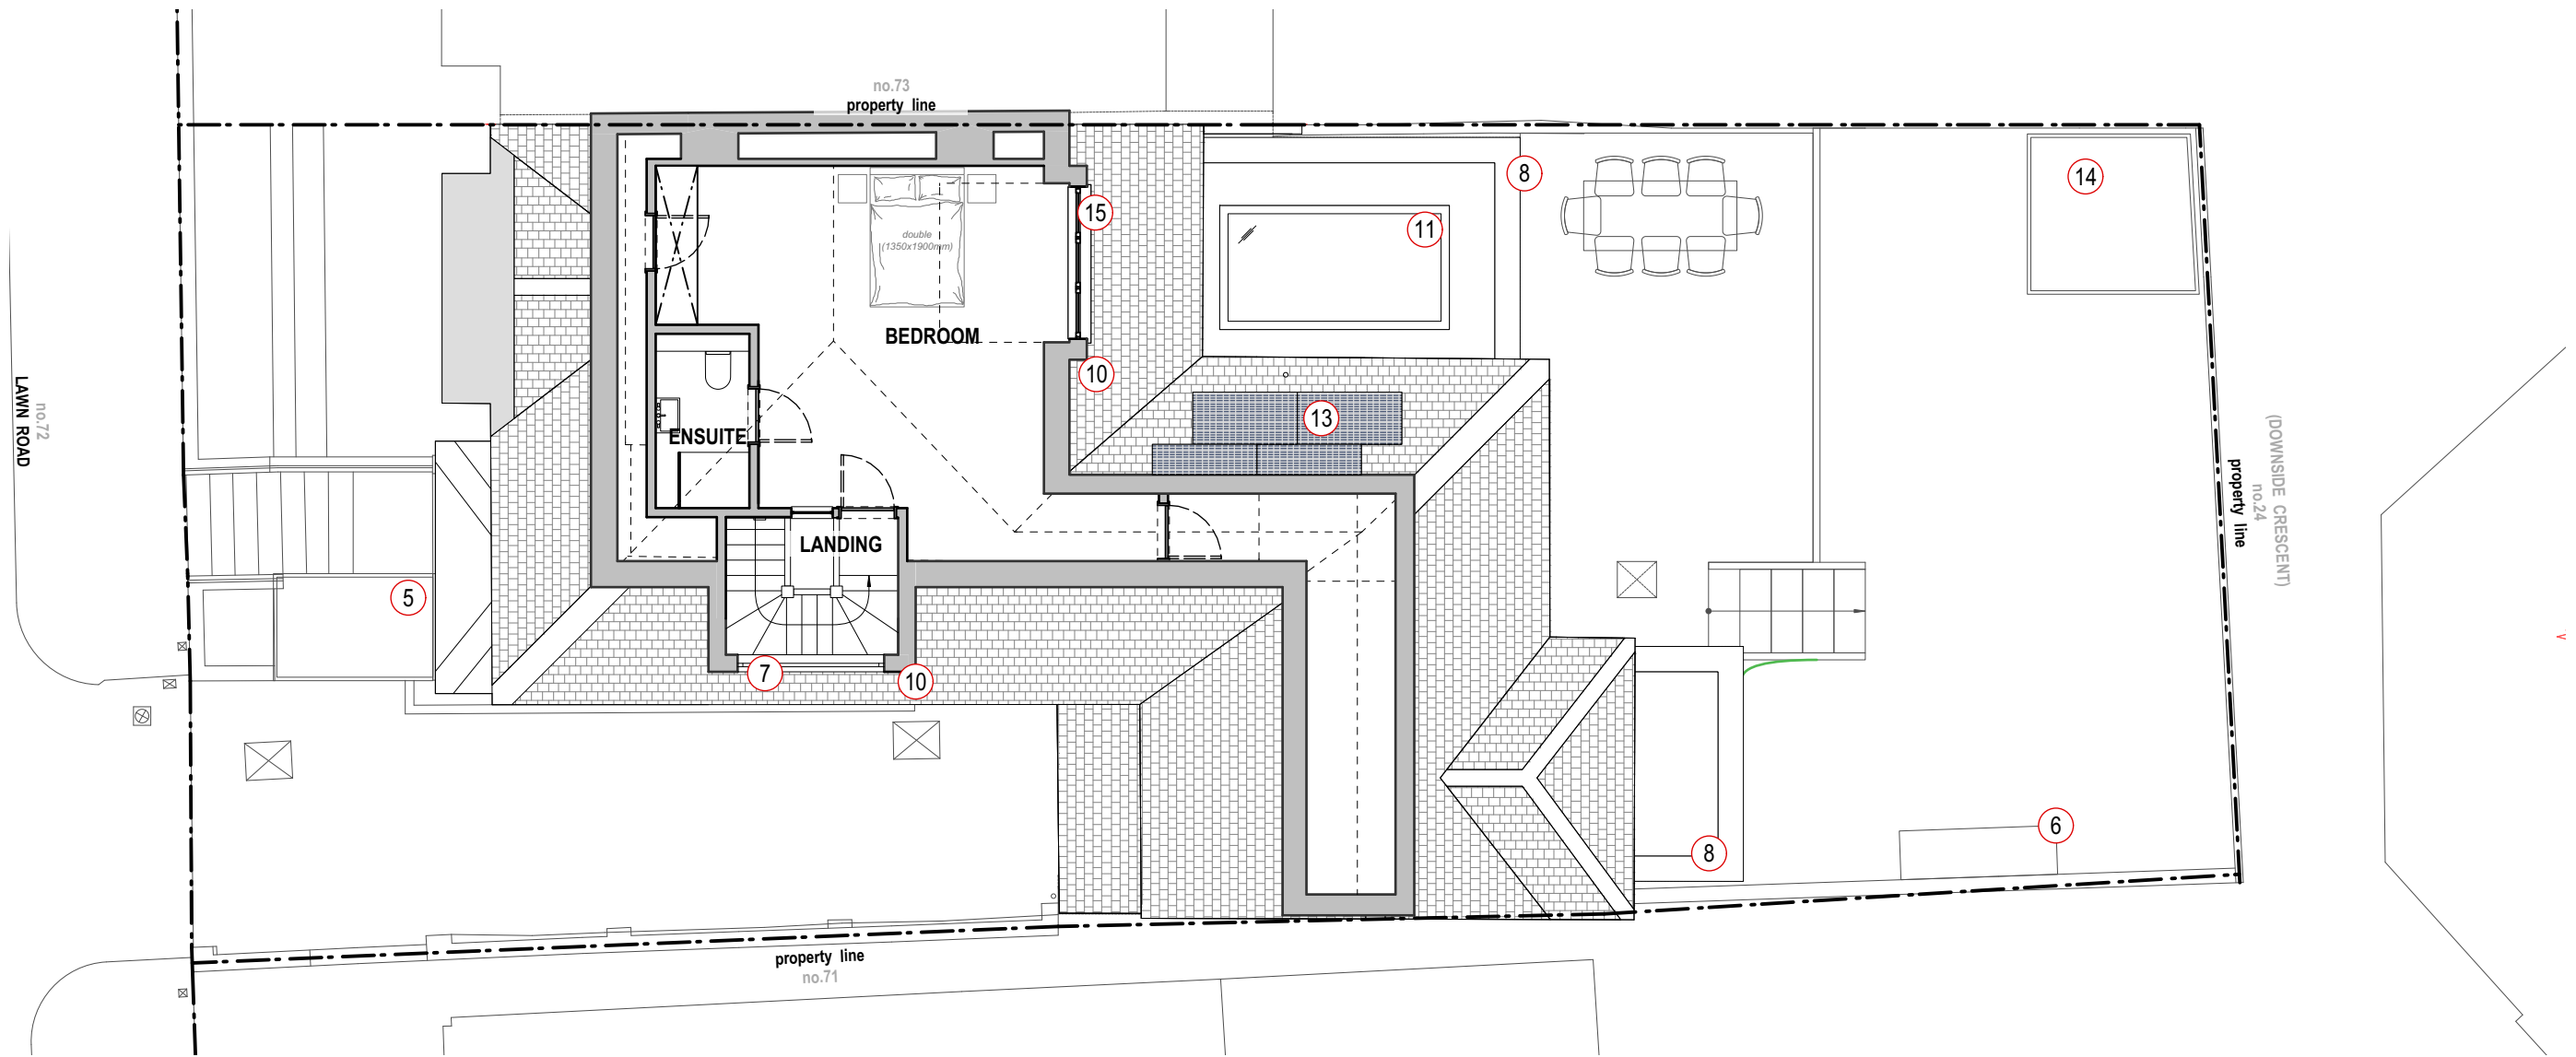 no.73
property line
8
14
15
11
double
(1350x1900mm)
BEDROOM
10
13
LAWN ROAD
no.72
ENSUITE
(DOWNSIDE CRESCENT)
no.24
property line
LANDING
5
7
10
8
6
property line
no.71